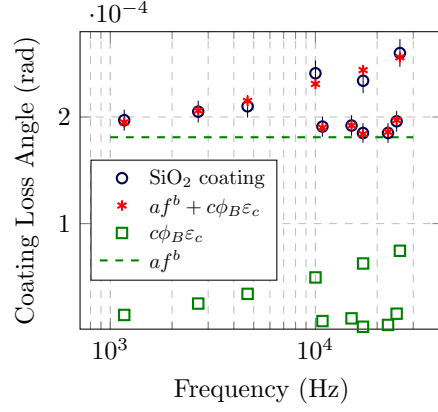 ·10⁻⁴
Coating Loss Angle (rad)
2
1
SiO₂ coating
af^b + cϕ_Bε_c
cϕ_Bε_c
af^b
10³
10⁴
Frequency (Hz)